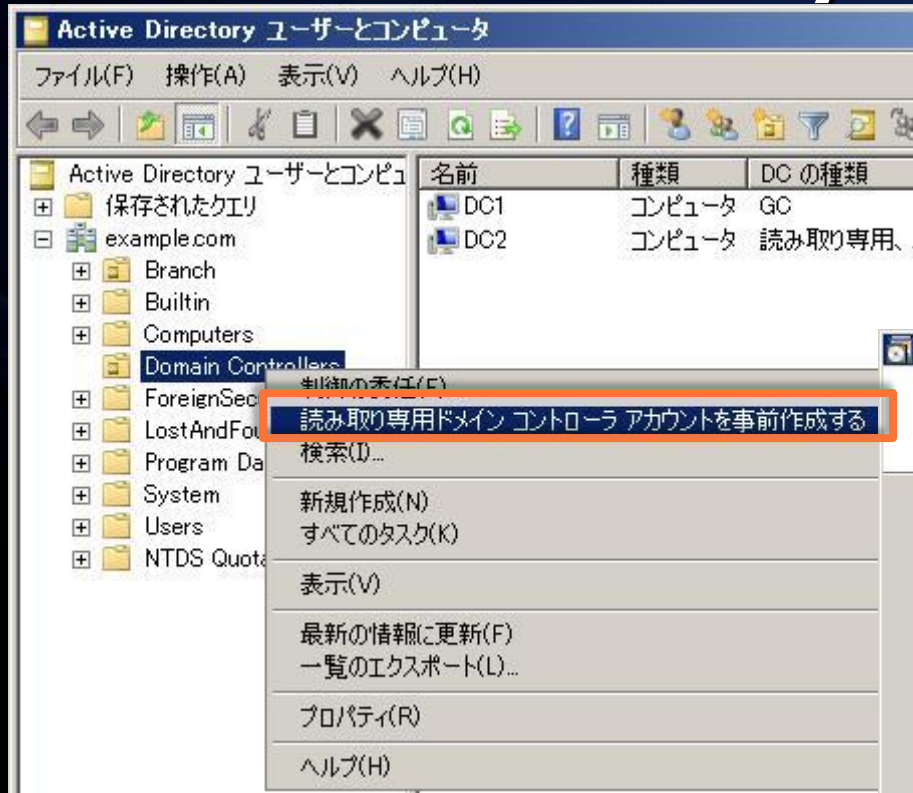 Active Directory ユーザーとコンピュータ
ファイル(F) 操作(A) 表示(V) ヘルプ(H)
Active Directory ユーザーとコンピュ
名前 種類 DC の種類
保存されたクエリ
DC1 コンピュータ GC
example.com
DC2 コンピュータ 読み取り専用、
Branch
Builtin
Computers
Domain Controllers
制御の委任(E)
ForeignSec
読み取り専用ドメイン コントローラ アカウントを事前作成する
LostAndFou
検索(I)...
Program Da
System
新規作成(N)
Users
すべてのタスク(K)
NTDS Quota
表示(V)
最新の情報に更新(F)
一覧のエクスポート(L)...
プロパティ(R)
ヘルプ(H)